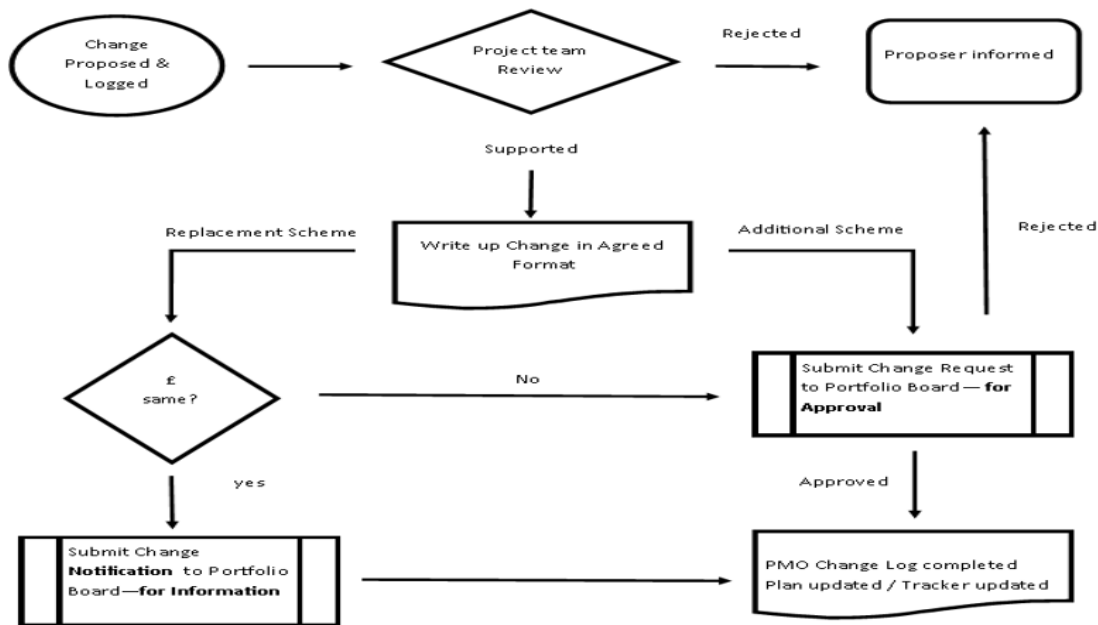 Change
Proposed &
Logged
Project team
Review
Rejected
Proposer informed
Supported
Replacement Scheme
Write up Change in Agreed
Format
Additional Scheme
Rejected
£
same?
No
Submit Change Request
to Portfolio Board— for
Approval
yes
Approved
Submit Change
Notification to Portfolio
Board—for Information
PMO Change Log completed
Plan updated / Tracker updated